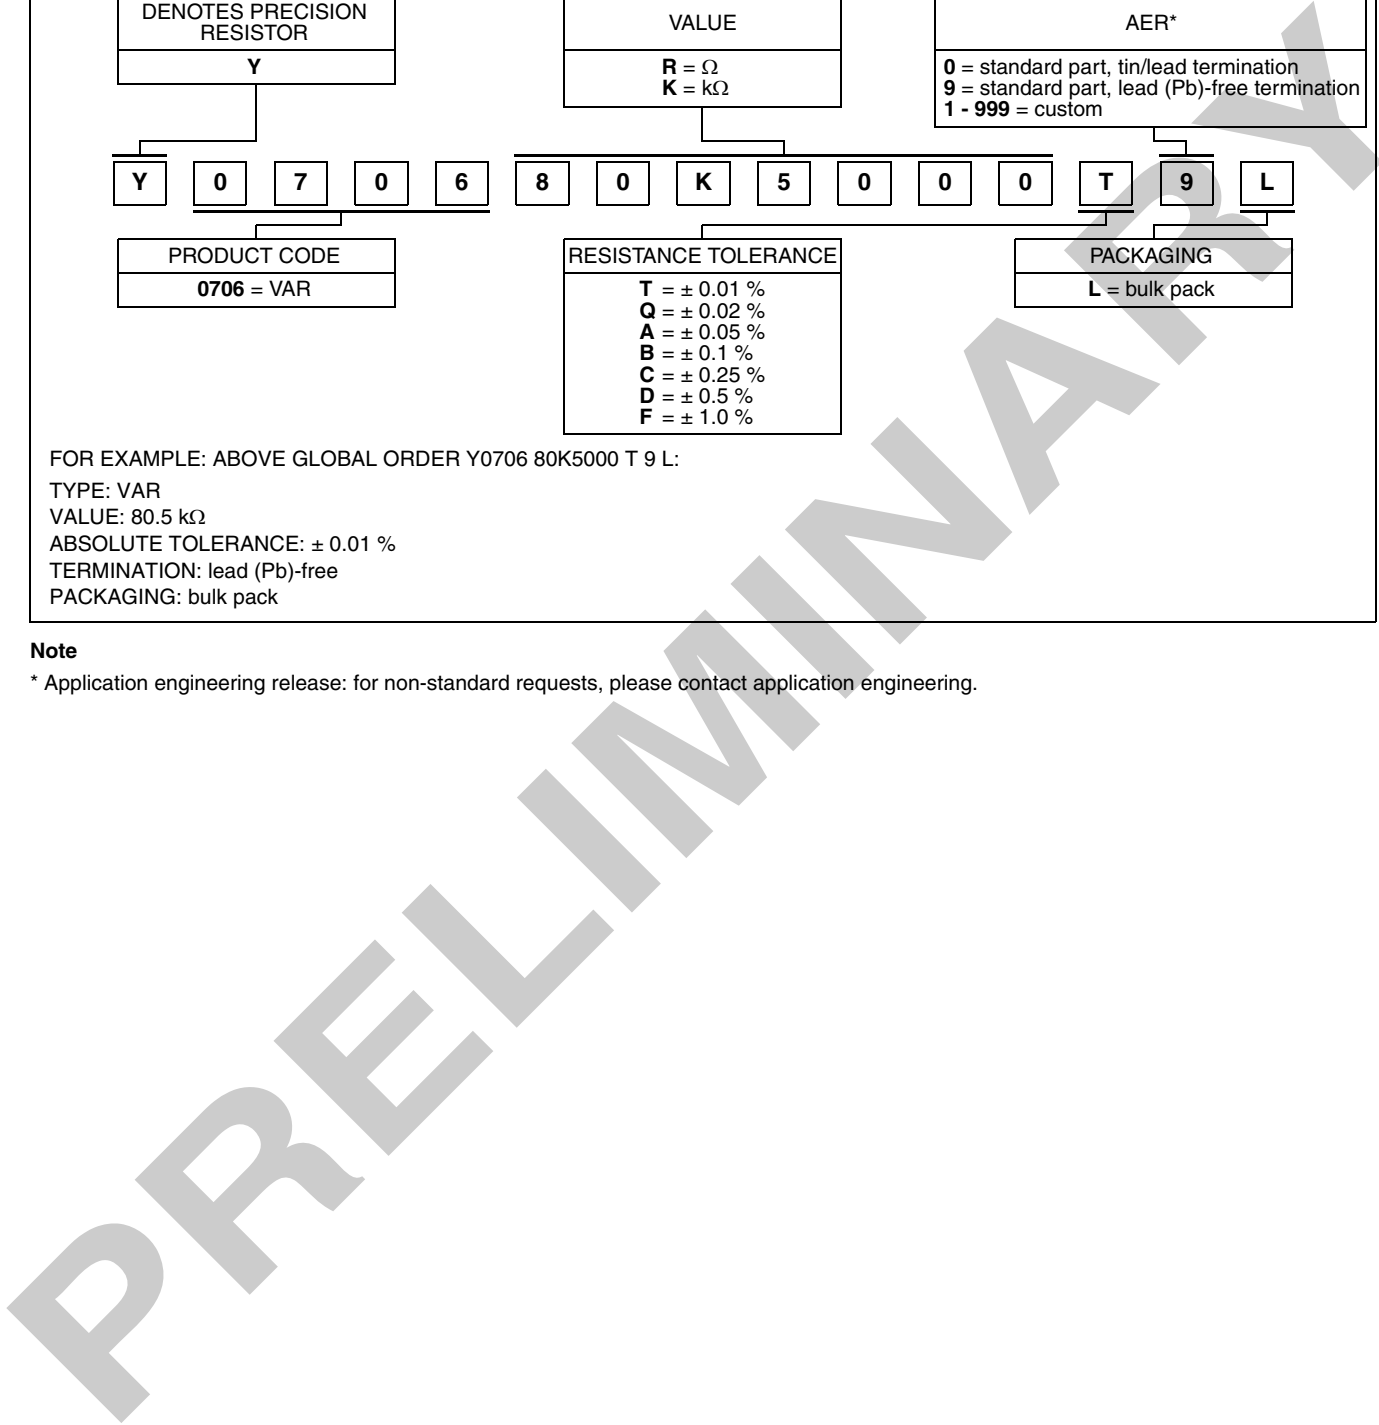 DENOTES PRECISION
RESISTOR
Y
VALUE
R = Ω
K = kΩ
AER*
0 = standard part, tin/lead termination
9 = standard part, lead (Pb)-free termination
1 - 999 = custom
Y 0 7 0 6 8 0 K 5 0 0 0 T 9 L
PRODUCT CODE
0706 = VAR
RESISTANCE TOLERANCE
T = ± 0.01 %
Q = ± 0.02 %
A = ± 0.05 %
B = ± 0.1 %
C = ± 0.25 %
D = ± 0.5 %
F = ± 1.0 %
PACKAGING
L = bulk pack
FOR EXAMPLE: ABOVE GLOBAL ORDER Y0706 80K5000 T 9 L:
TYPE: VAR
VALUE: 80.5 kΩ
ABSOLUTE TOLERANCE: ± 0.01 %
TERMINATION: lead (Pb)-free
PACKAGING: bulk pack
Note
* Application engineering release: for non-standard requests, please contact application engineering.
PRELIMINARY